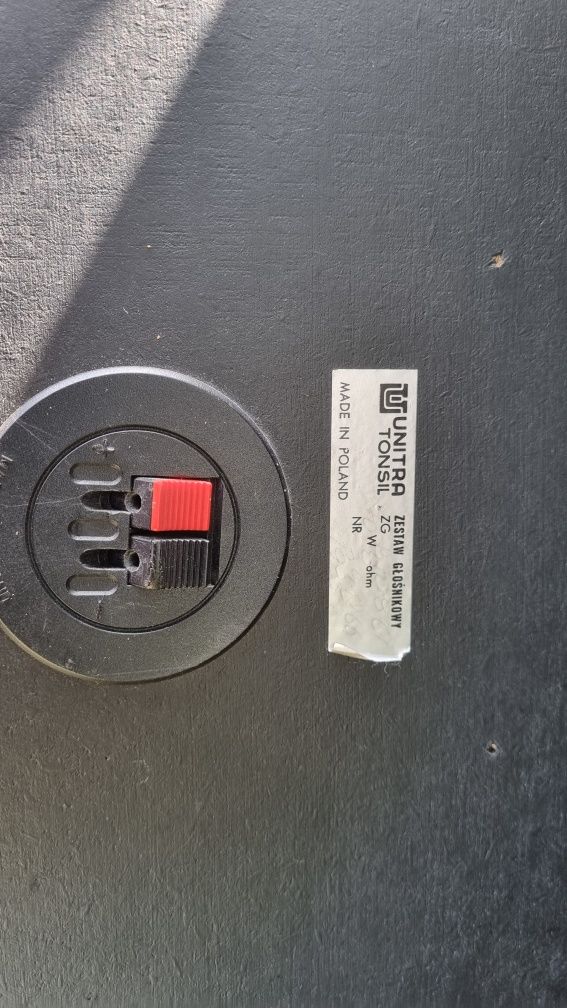 UNITRA
TONSIL
MADE IN POLAND
ZESTAW GŁOŚNIKOWY
ZG
W ohm
NR
+
-